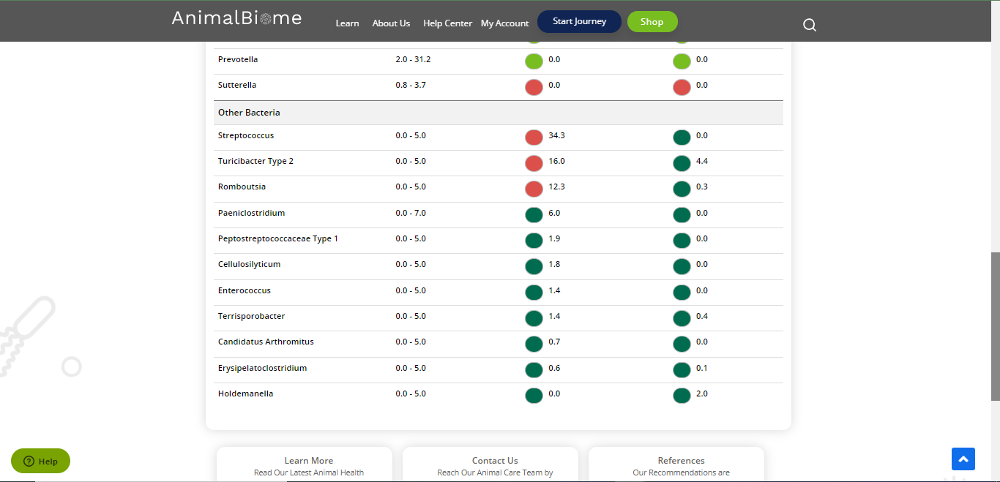 AnimalBiome Learn About Us Help Center My Account Start Journey Shop
Prevotella 2.0 - 31.2 0.0 0.0
Sutterella 0.8 - 3.7 0.0 0.0
Other Bacteria
Streptococcus 0.0 - 5.0 34.3 0.0
Turicibacter Type 2 0.0 - 5.0 16.0 4.4
Romboutsia 0.0 - 5.0 12.3 0.3
Paeniclostridium 0.0 - 7.0 6.0 0.0
Peptostreptococcaceae Type 1 0.0 - 5.0 1.9 0.0
Cellulosilyticum 0.0 - 5.0 1.8 0.0
Enterococcus 0.0 - 5.0 1.4 0.0
Terrisporobacter 0.0 - 5.0 1.4 0.4
Candidatus Arthromitus 0.0 - 5.0 0.7 0.0
Erysipelatoclostridium 0.0 - 5.0 0.6 0.1
Holdemanella 0.0 - 5.0 0.0 2.0
Learn More
Read Our Latest Animal Health
Contact Us
Reach Our Animal Care Team by
References
Our Recommendations are
? Help